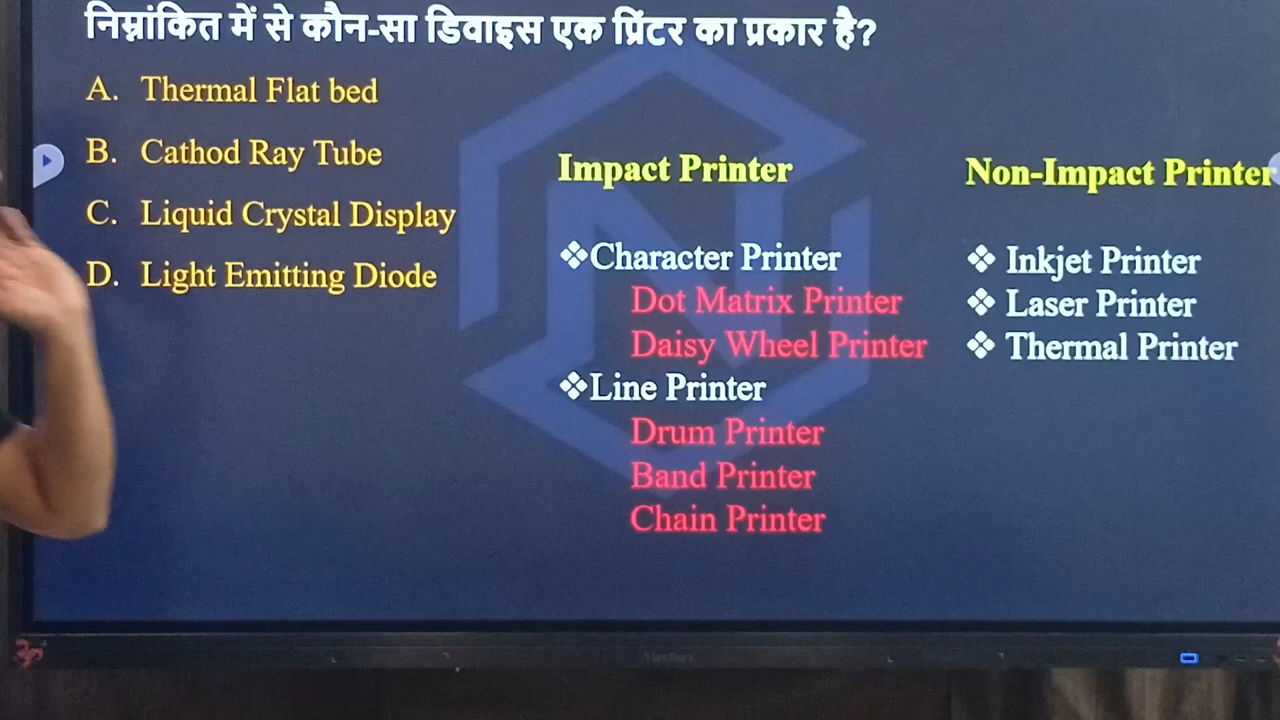 निम्नांकित में से कौन-सा डिवाइस एक प्रिंटर का प्रकार है?
A. Thermal Flat bed
B. Cathod Ray Tube
C. Liquid Crystal Display
D. Light Emitting Diode
Impact Printer
❖Character Printer
Dot Matrix Printer
Daisy Wheel Printer
❖Line Printer
Drum Printer
Band Printer
Chain Printer
Non-Impact Printer
❖ Inkjet Printer
❖ Laser Printer
❖ Thermal Printer